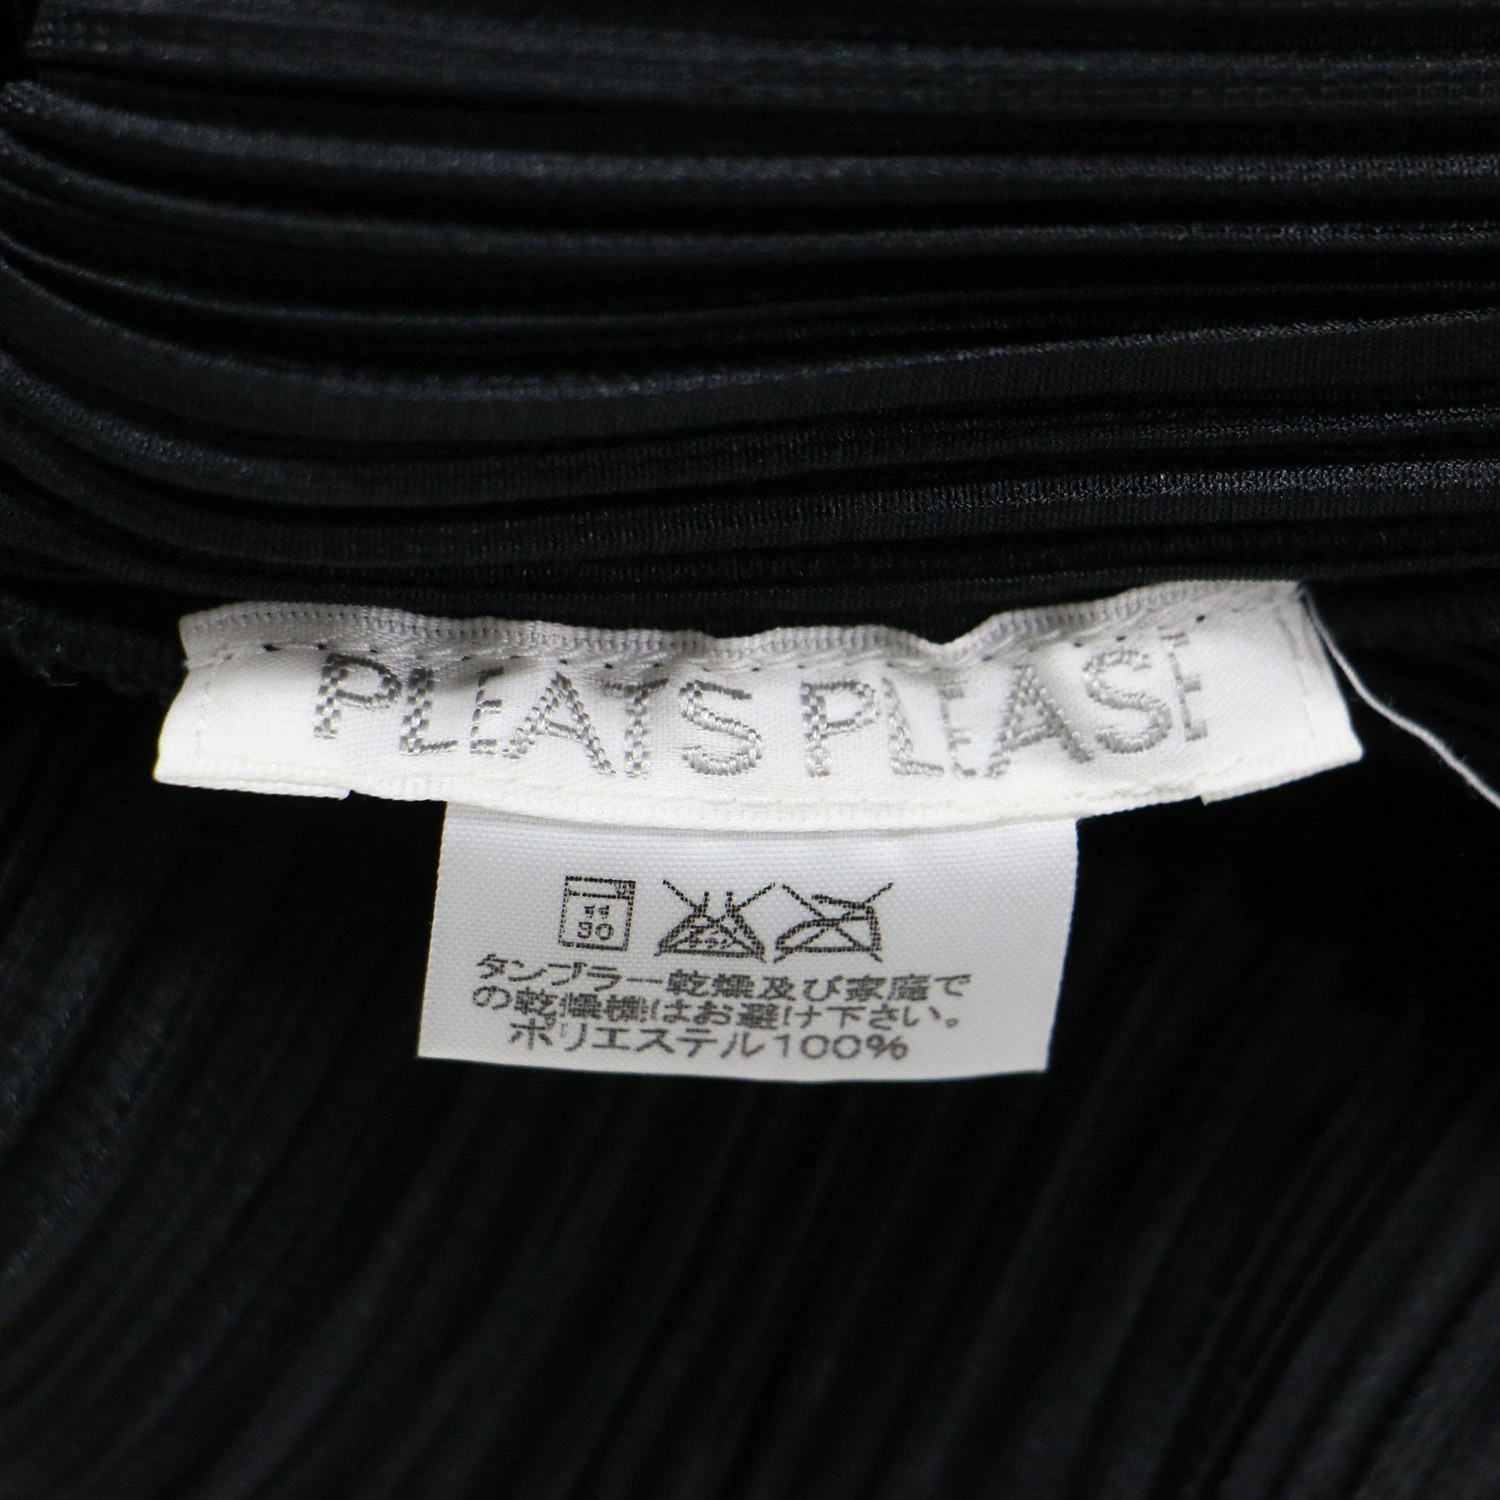 PLEATS PLEASE
弱
30
タンブラー乾燥及び家庭で
の乾燥機はお避け下さい。
ポリエステル100%